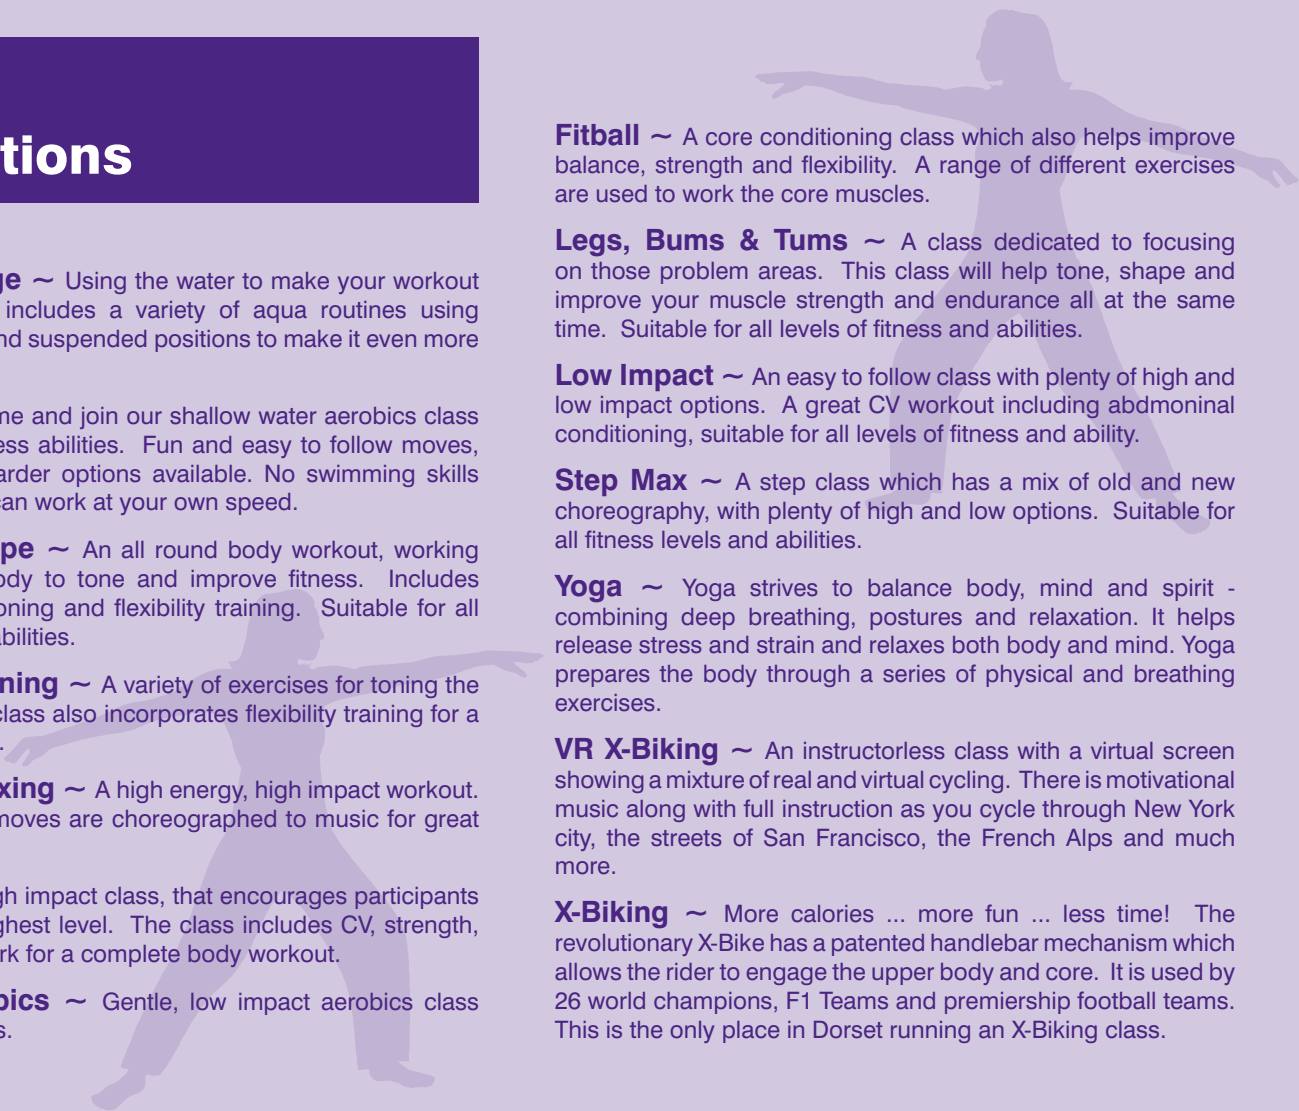 tions
ge ~ Using the water to make your workout
includes a variety of aqua routines using
nd suspended positions to make it even more
me and join our shallow water aerobics class
ess abilities. Fun and easy to follow moves,
arder options available. No swimming skills
can work at your own speed.
pe ~ An all round body workout, working
ody to tone and improve fitness. Includes
oning and flexibility training. Suitable for all
abilities.
ning ~ A variety of exercises for toning the
class also incorporates flexibility training for a
.
xing ~ A high energy, high impact workout.
moves are choreographed to music for great
gh impact class, that encourages participants
ghest level. The class includes CV, strength,
rk for a complete body workout.
bics ~ Gentle, low impact aerobics class
s.
Fitball ~ A core conditioning class which also helps improve
balance, strength and flexibility. A range of different exercises
are used to work the core muscles.
Legs, Bums & Tums ~ A class dedicated to focusing
on those problem areas. This class will help tone, shape and
improve your muscle strength and endurance all at the same
time. Suitable for all levels of fitness and abilities.
Low Impact ~ An easy to follow class with plenty of high and
low impact options. A great CV workout including abdmoninal
conditioning, suitable for all levels of fitness and ability.
Step Max ~ A step class which has a mix of old and new
choreography, with plenty of high and low options. Suitable for
all fitness levels and abilities.
Yoga ~ Yoga strives to balance body, mind and spirit -
combining deep breathing, postures and relaxation. It helps
release stress and strain and relaxes both body and mind. Yoga
prepares the body through a series of physical and breathing
exercises.
VR X-Biking ~ An instructorless class with a virtual screen
showing a mixture of real and virtual cycling. There is motivational
music along with full instruction as you cycle through New York
city, the streets of San Francisco, the French Alps and much
more.
X-Biking ~ More calories ... more fun ... less time! The
revolutionary X-Bike has a patented handlebar mechanism which
allows the rider to engage the upper body and core. It is used by
26 world champions, F1 Teams and premiership football teams.
This is the only place in Dorset running an X-Biking class.